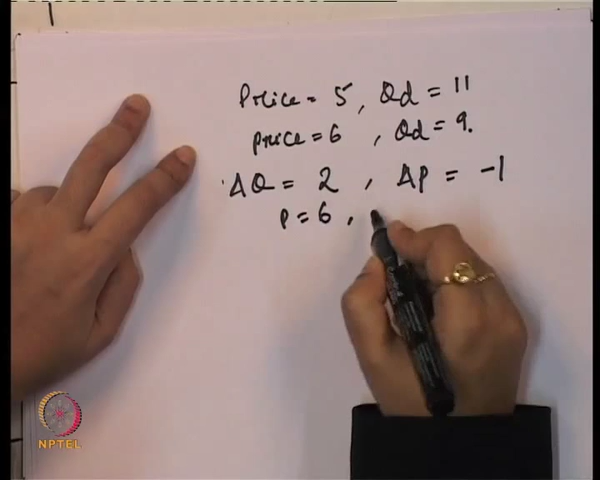 Price = 5, Qd = 11
price = 6, Qd = 9.
ΔQ = 2, ΔP = -1
P = 6,
NPTEL